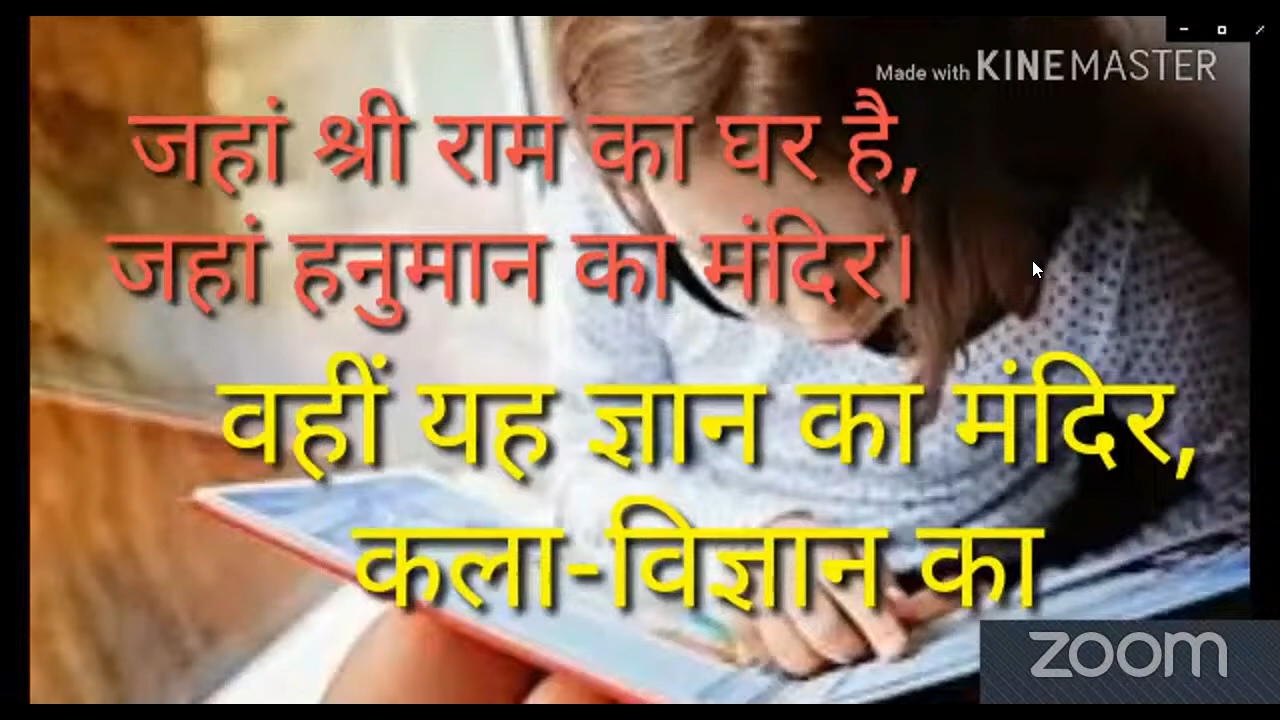 Made with KINEMASTER
जहां श्री राम का घर है,
जहां हनुमान का मंदिर।
वहीं यह ज्ञान का मंदिर,
कला-विज्ञान का
zoom